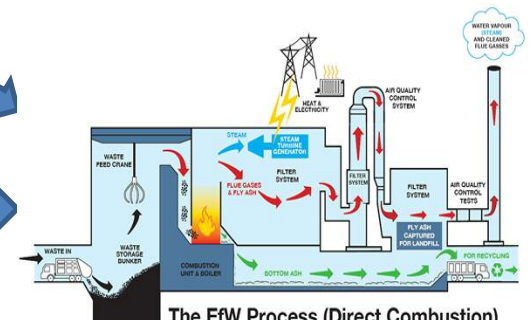 WATER VAPOUR
(STEAM)
AND CLEANED
FLUE GASSES
HEAT &
ELECTRICITY
AIR QUALITY
CONTROL
SYSTEM
STEAM
STEAM
TURBINE
GENERATOR
WASTE
FEED CRANE
FILTER
SYSTEM
FLUE GASES
& FLY ASH
FILTER
SYSTEM
FILTER
SYSTEM
AIR QUALITY
CONTROL
TESTS
FLY ASH
CAPTURED
FOR LANDFILL
WASTE IN
WASTE
STORAGE
BUNKER
COMBUSTION
UNIT & BOILER
BOTTOM ASH
FOR RECYCLING
The EfW Process (Direct Combustion)